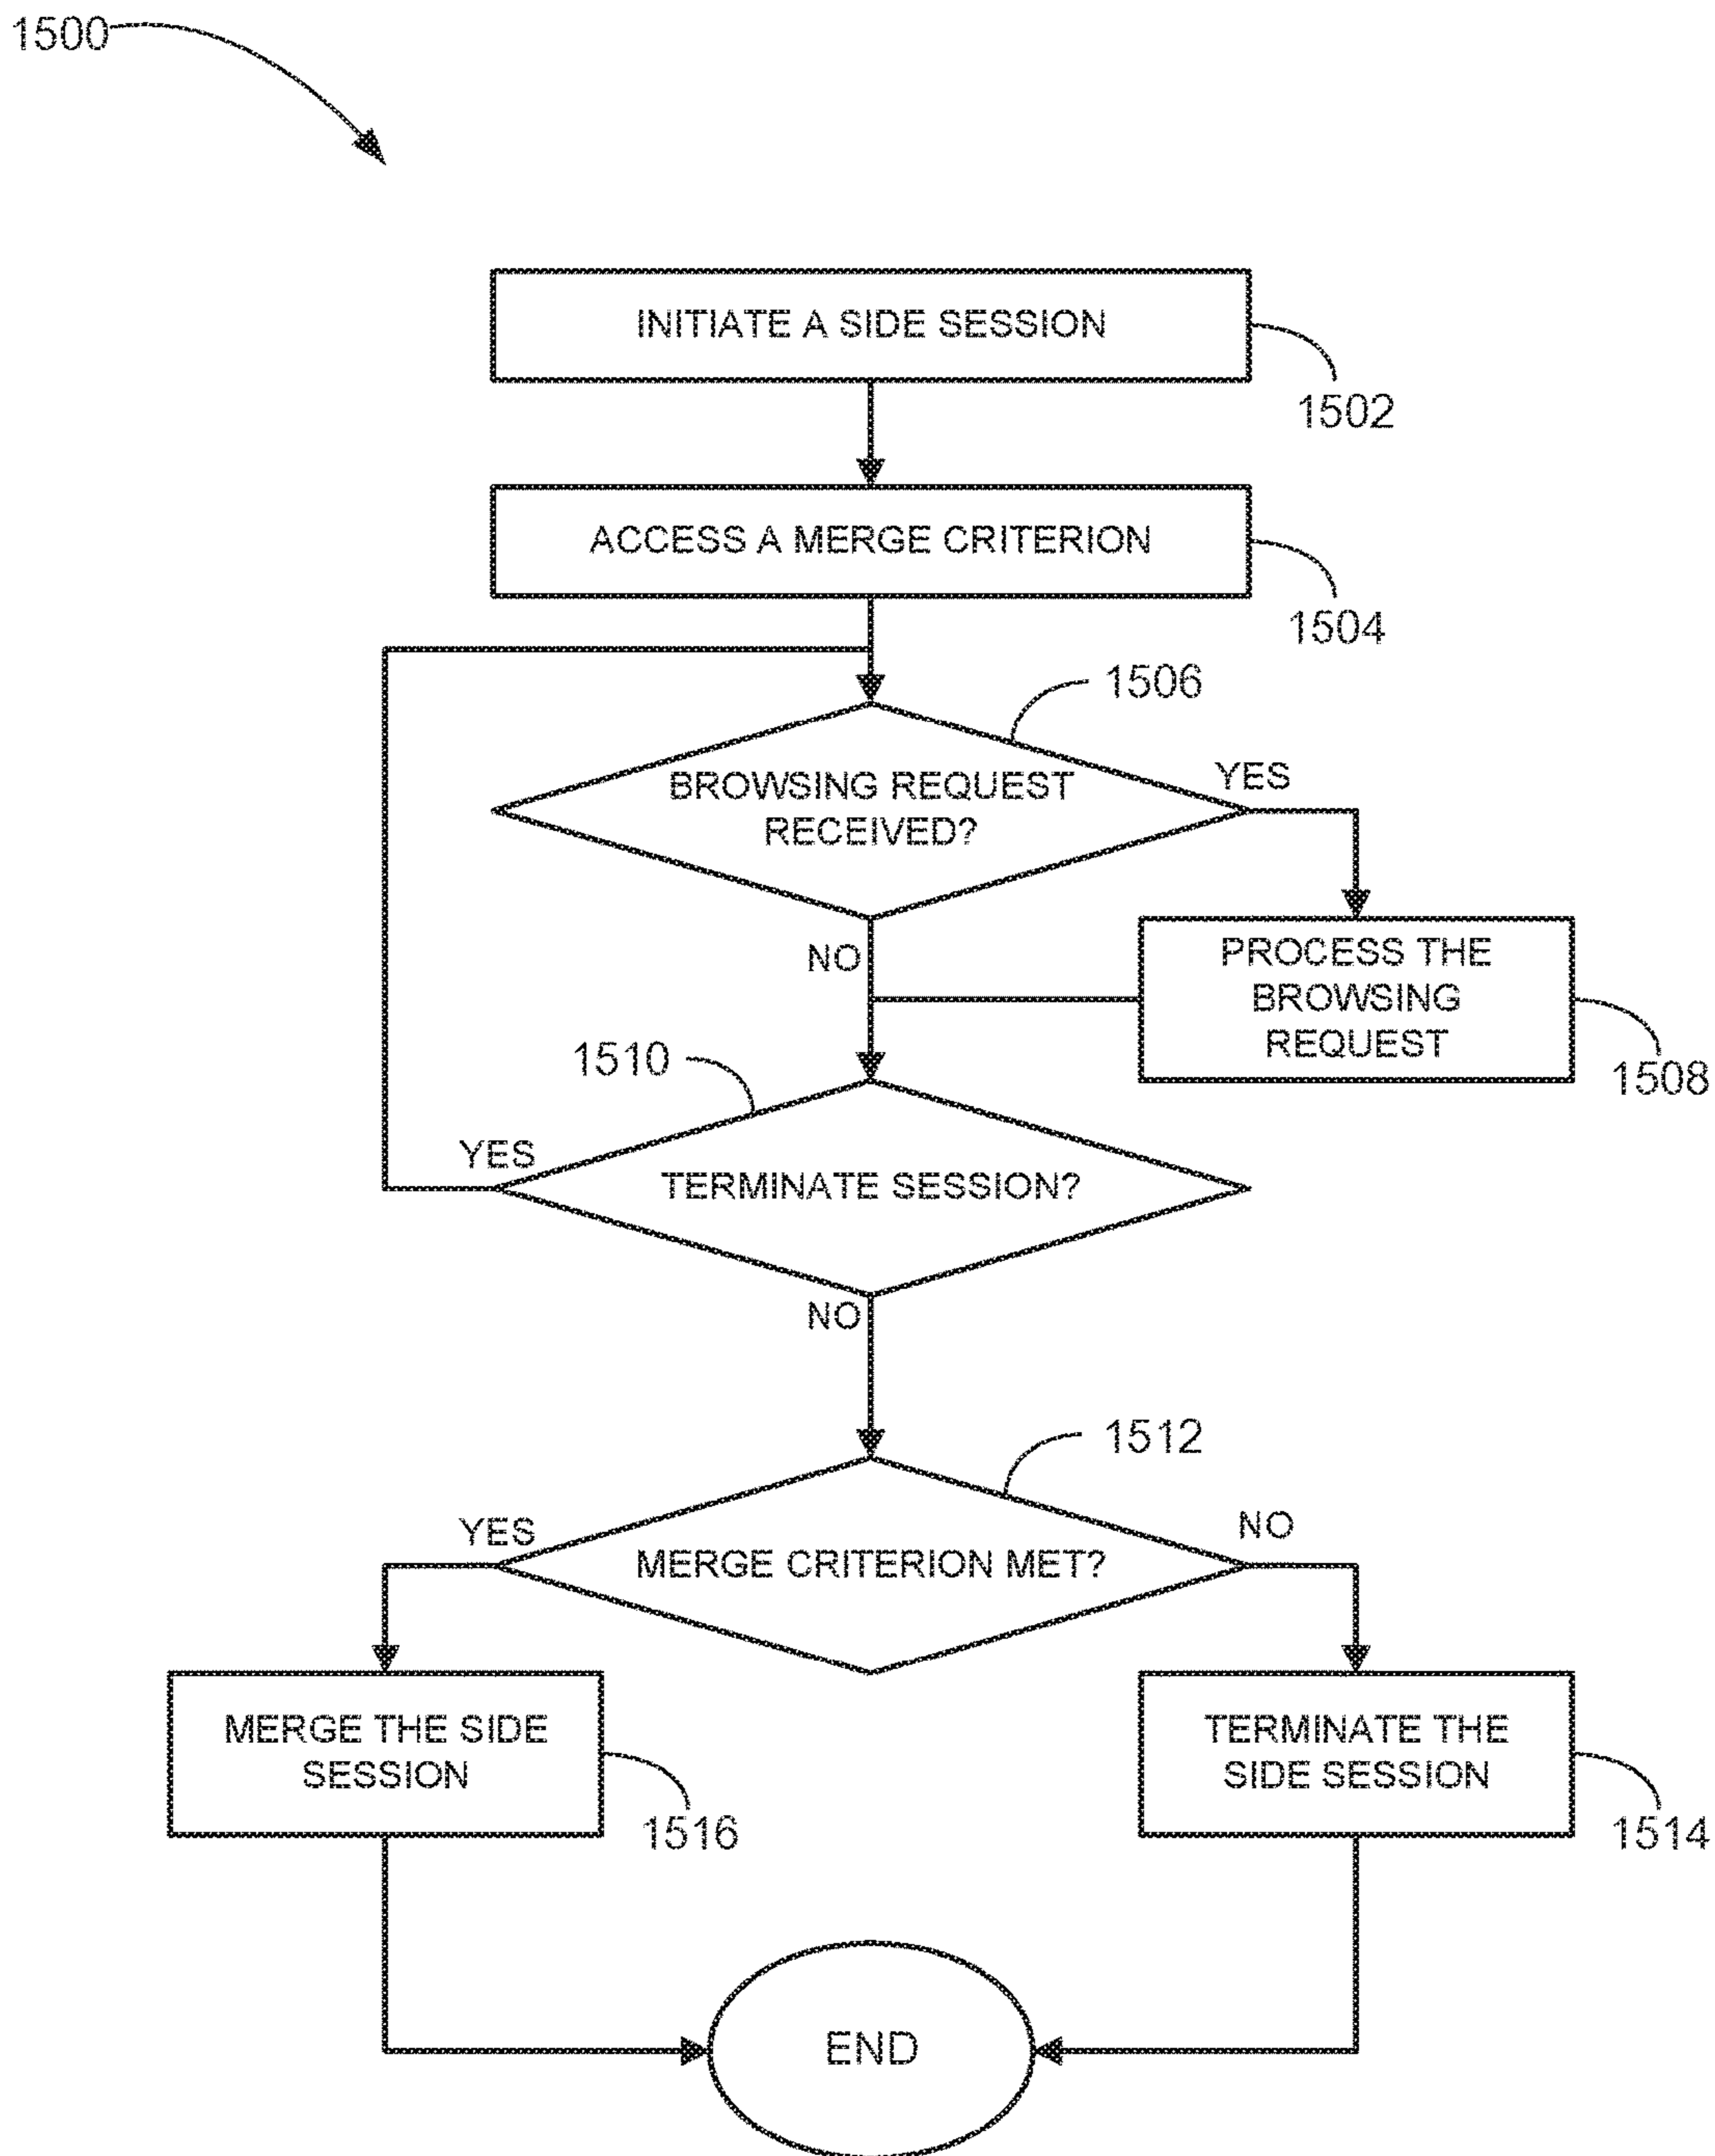 1500
INITIATE A SIDE SESSION
1502
ACCESS A MERGE CRITERION
1504
1506
BROWSING REQUEST
RECEIVED?
YES
NO
PROCESS THE
BROWSING
REQUEST
1508
1510
YES
TERMINATE SESSION?
NO
1512
YES
MERGE CRITERION MET?
NO
MERGE THE SIDE
SESSION
1516
TERMINATE THE
SIDE SESSION
1514
END